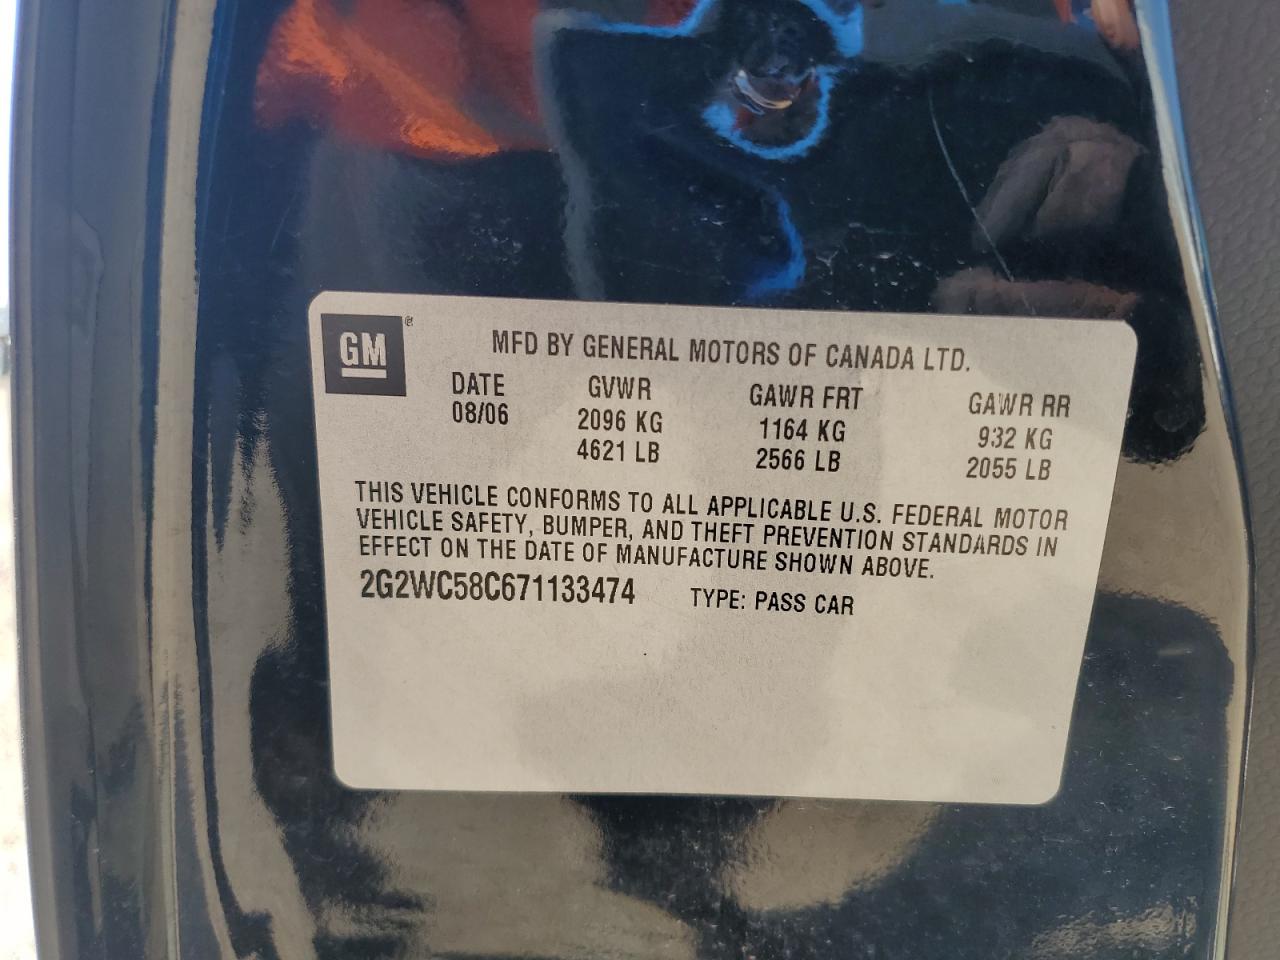 GM ®
MFD BY GENERAL MOTORS OF CANADA LTD.
DATE GVWR GAWR FRT GAWR RR
08/06 2096 KG 1164 KG 932 KG
4621 LB 2566 LB 2055 LB
THIS VEHICLE CONFORMS TO ALL APPLICABLE U.S. FEDERAL MOTOR
VEHICLE SAFETY, BUMPER, AND THEFT PREVENTION STANDARDS IN
EFFECT ON THE DATE OF MANUFACTURE SHOWN ABOVE.
2G2WC58C671133474 TYPE: PASS CAR